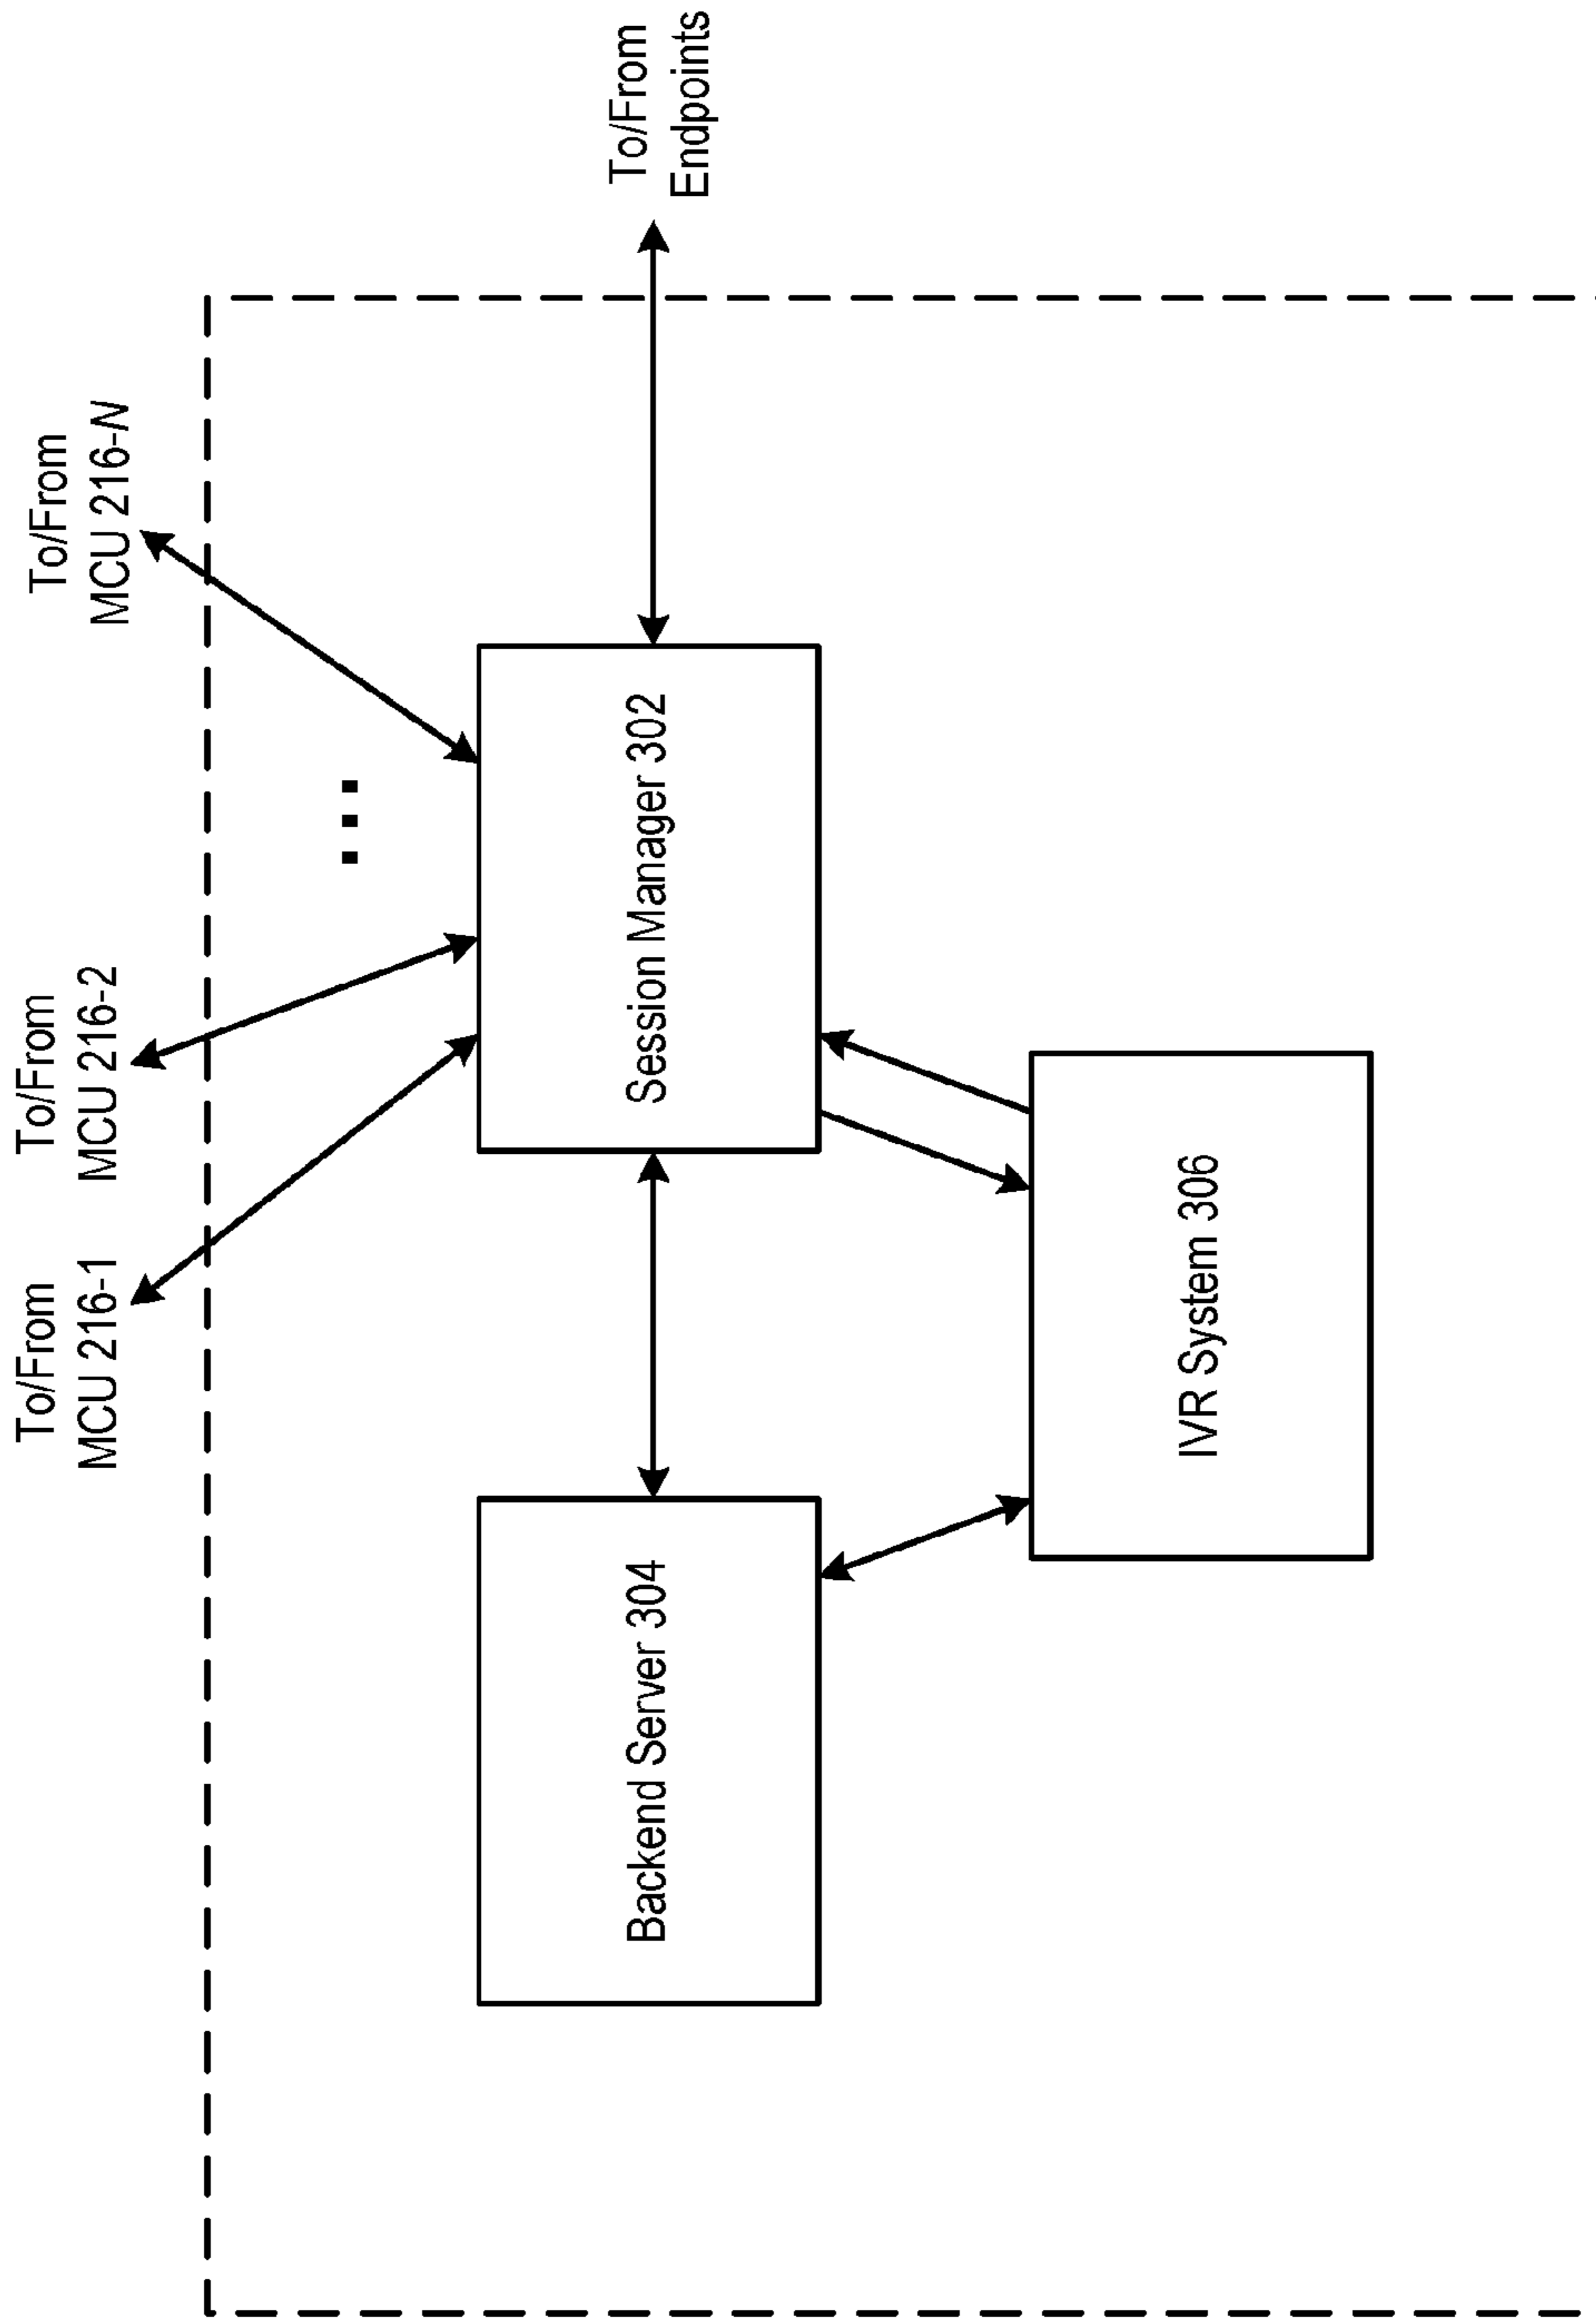 To/From
MCU 216-1
To/From
MCU 216-2
To/From
MCU 216-N
...
To/From
Endpoints
Backend Server 304
Session Manager 302
IVR System 306